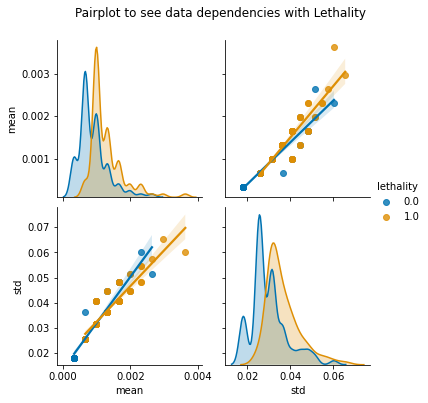 Pairplot to see data dependencies with Lethality
0.003
0.002
0.001
mean
lethality
0.0
1.0
0.07
0.06
0.05
0.04
0.03
0.02
std
0.000 0.002 0.004
mean
0.02 0.04 0.06
std